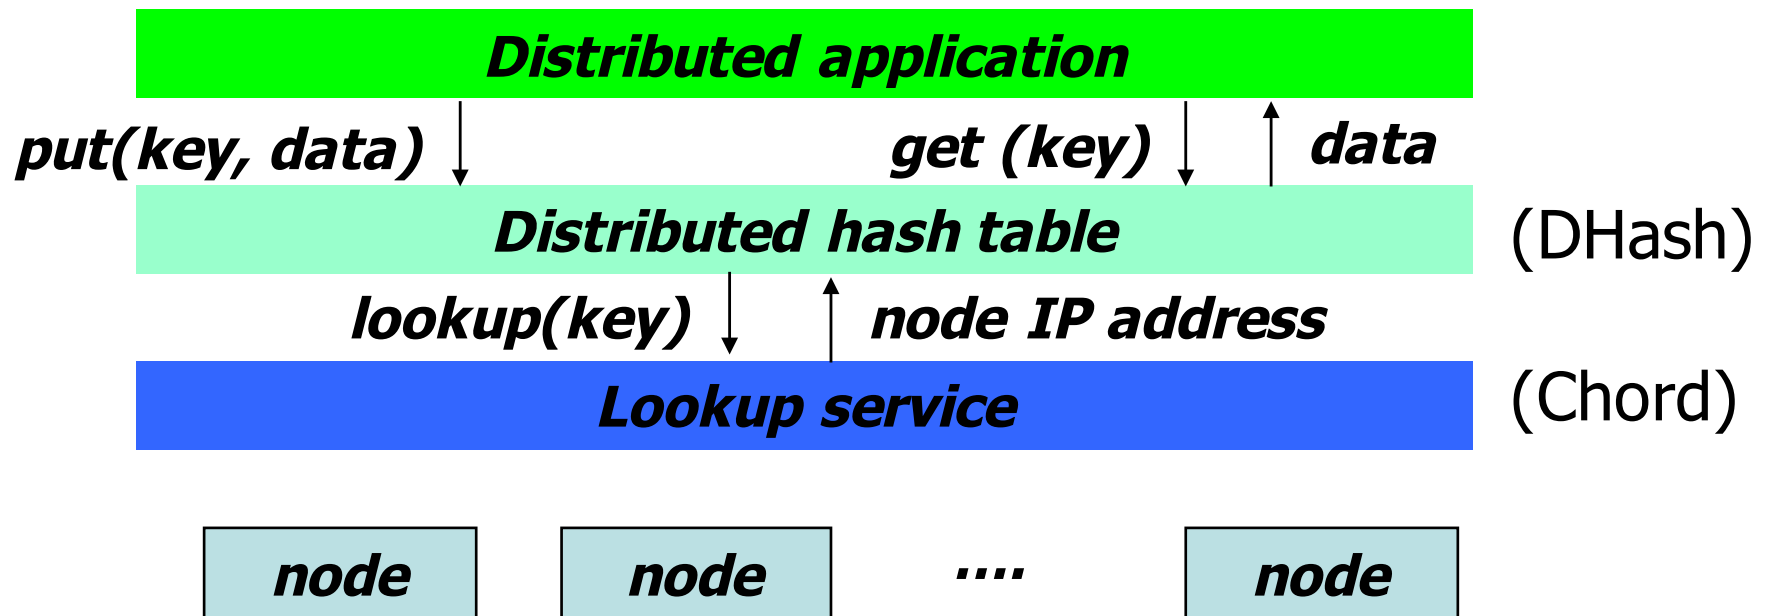 Distributed application
put(key, data) get (key) data
Distributed hash table (DHash)
lookup(key) node IP address
Lookup service (Chord)
node node .... node